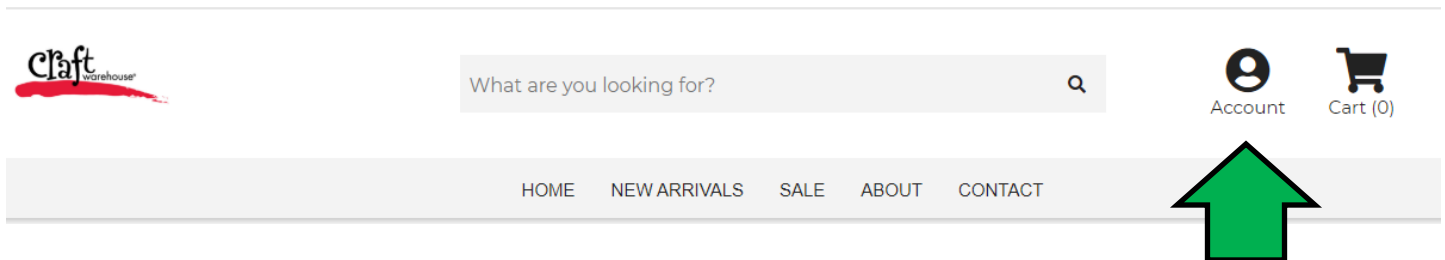 Craft
warehouse®
What are you looking for?
Account
Cart (0)
HOME NEW ARRIVALS SALE ABOUT CONTACT